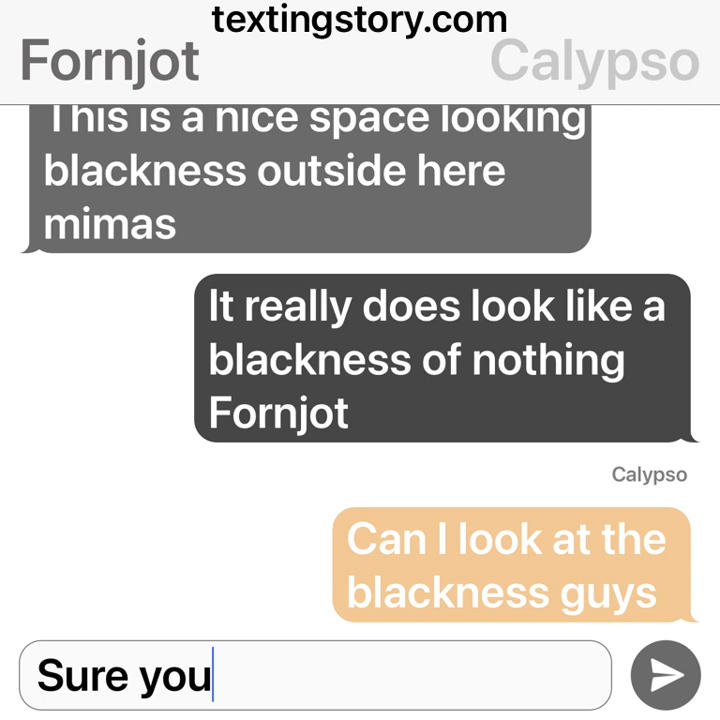 textingstory.com
Fornjot
Calypso
This is a nice space looking
blackness outside here
mimas
It really does look like a
blackness of nothing
Fornjot
Calypso
Can I look at the
blackness guys
Sure you